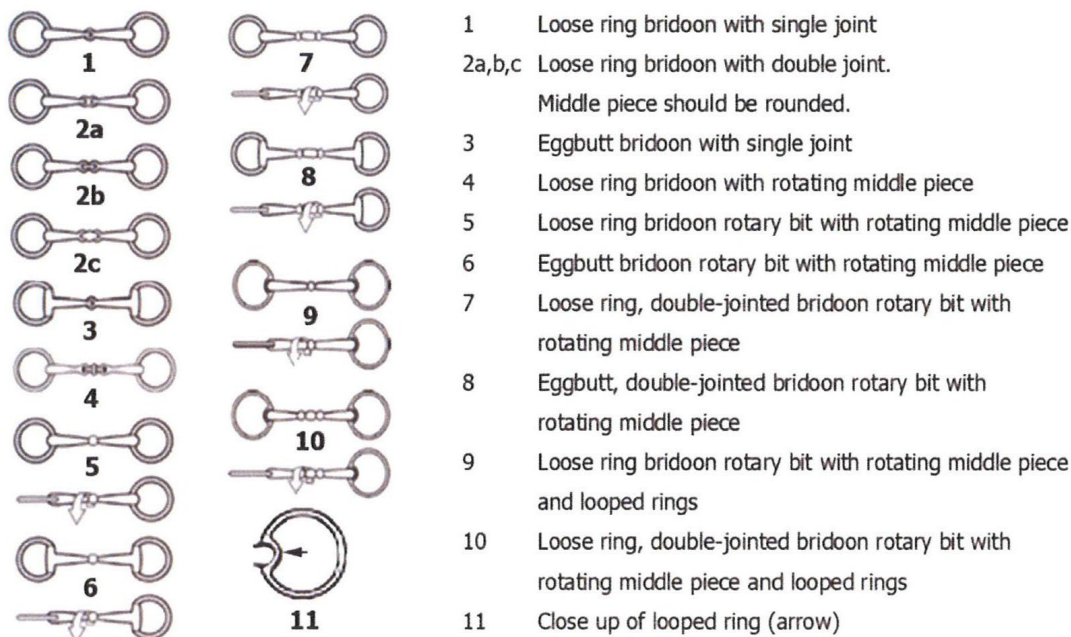 1
2a
2b
2c
3
4
5
6
7
8
9
10
11
1 Loose ring bridoon with single joint
2a,b,c Loose ring bridoon with double joint.
Middle piece should be rounded.
3 Eggbutt bridoon with single joint
4 Loose ring bridoon with rotating middle piece
5 Loose ring bridoon rotary bit with rotating middle piece
6 Eggbutt bridoon rotary bit with rotating middle piece
7 Loose ring, double-jointed bridoon rotary bit with
rotating middle piece
8 Eggbutt, double-jointed bridoon rotary bit with
rotating middle piece
9 Loose ring bridoon rotary bit with rotating middle piece
and looped rings
10 Loose ring, double-jointed bridoon rotary bit with
rotating middle piece and looped rings
11 Close up of looped ring (arrow)